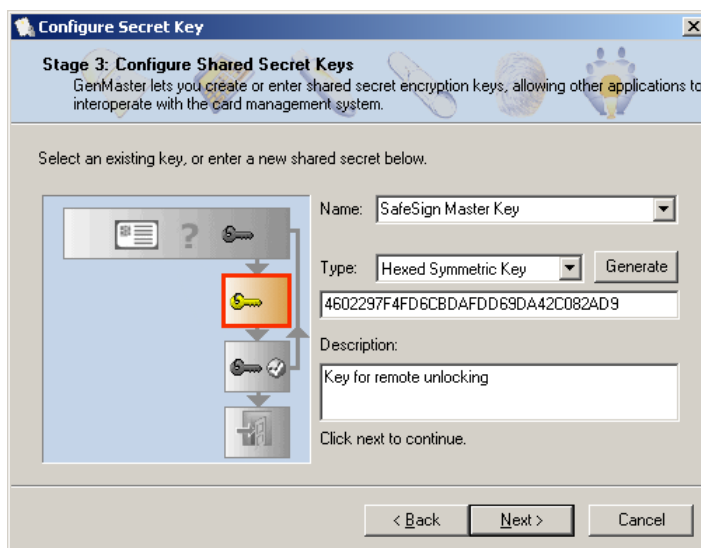 Configure Secret Key
Stage 3: Configure Shared Secret Keys
GenMaster lets you create or enter shared secret encryption keys, allowing other applications to
interoperate with the card management system.
Select an existing key, or enter a new shared secret below.
Name: SafeSign Master Key
Type: Hexed Symmetric Key Generate
4602297F4FD6CBDAFDD69DA42C082AD9
Description:
Key for remote unlocking
Click next to continue.
< Back Next > Cancel